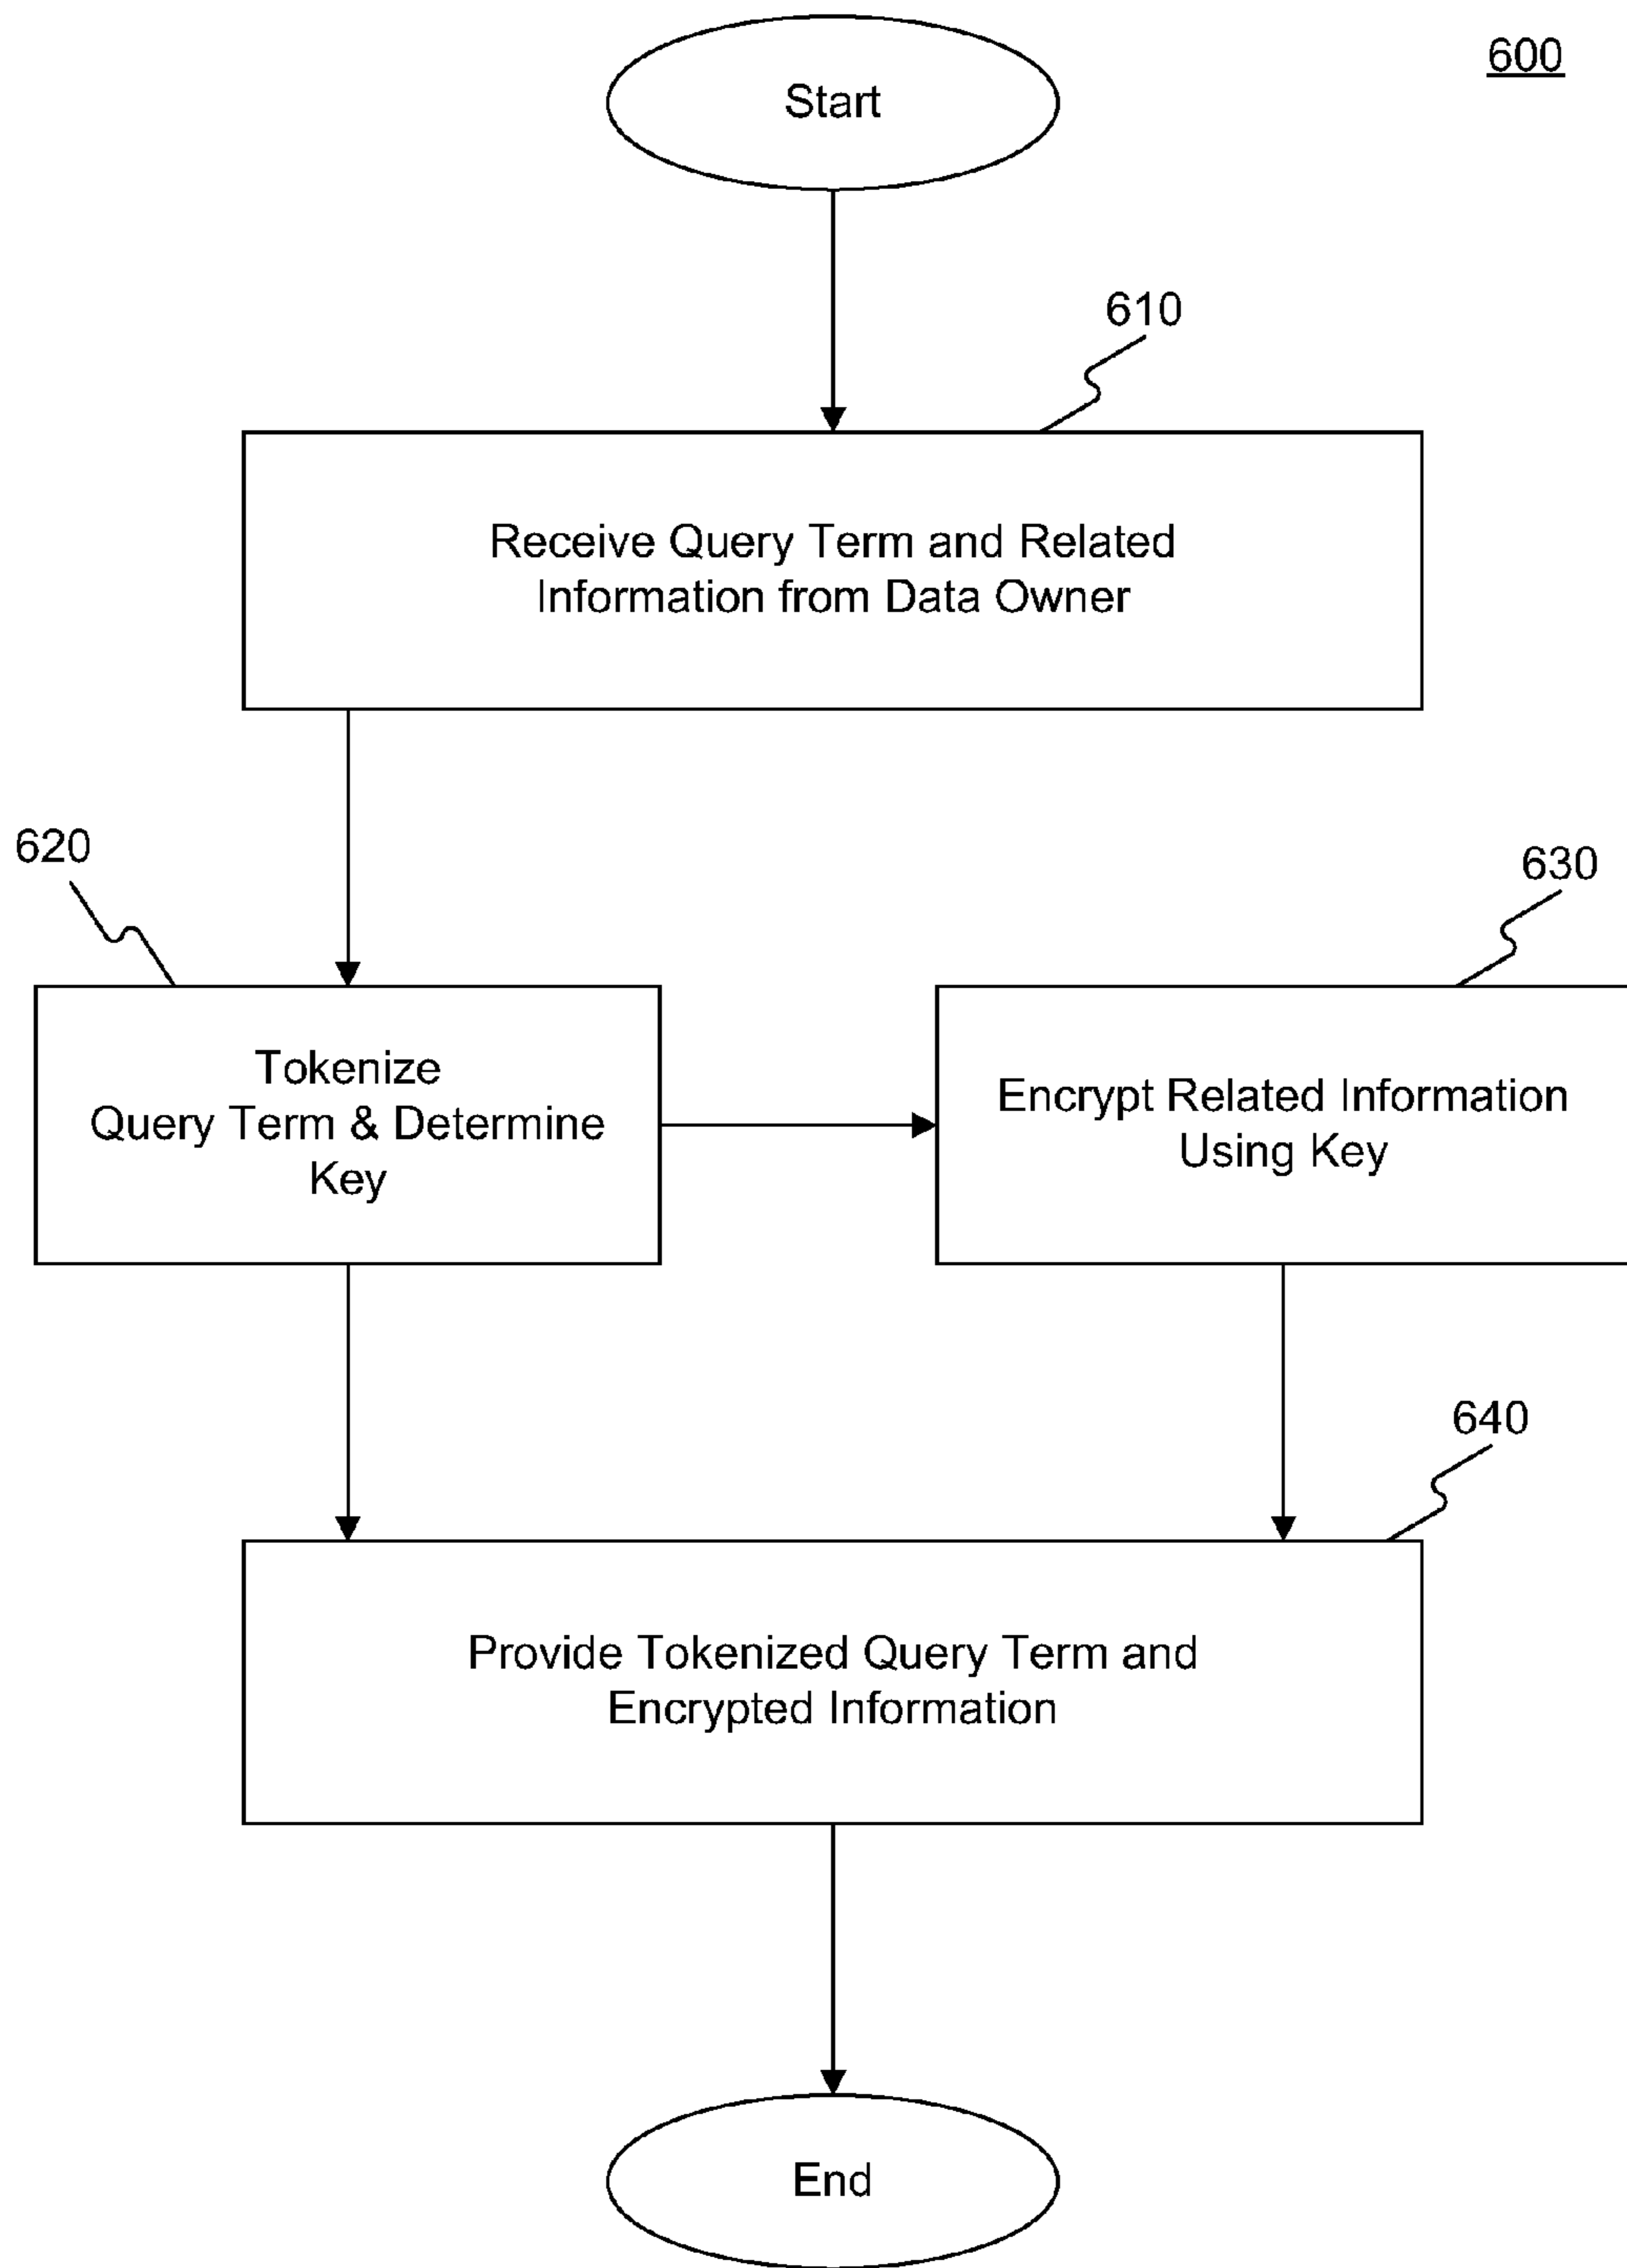 600
Start
610
Receive Query Term and Related
Information from Data Owner
620
630
Tokenize
Query Term & Determine
Key
Encrypt Related Information
Using Key
640
Provide Tokenized Query Term and
Encrypted Information
End